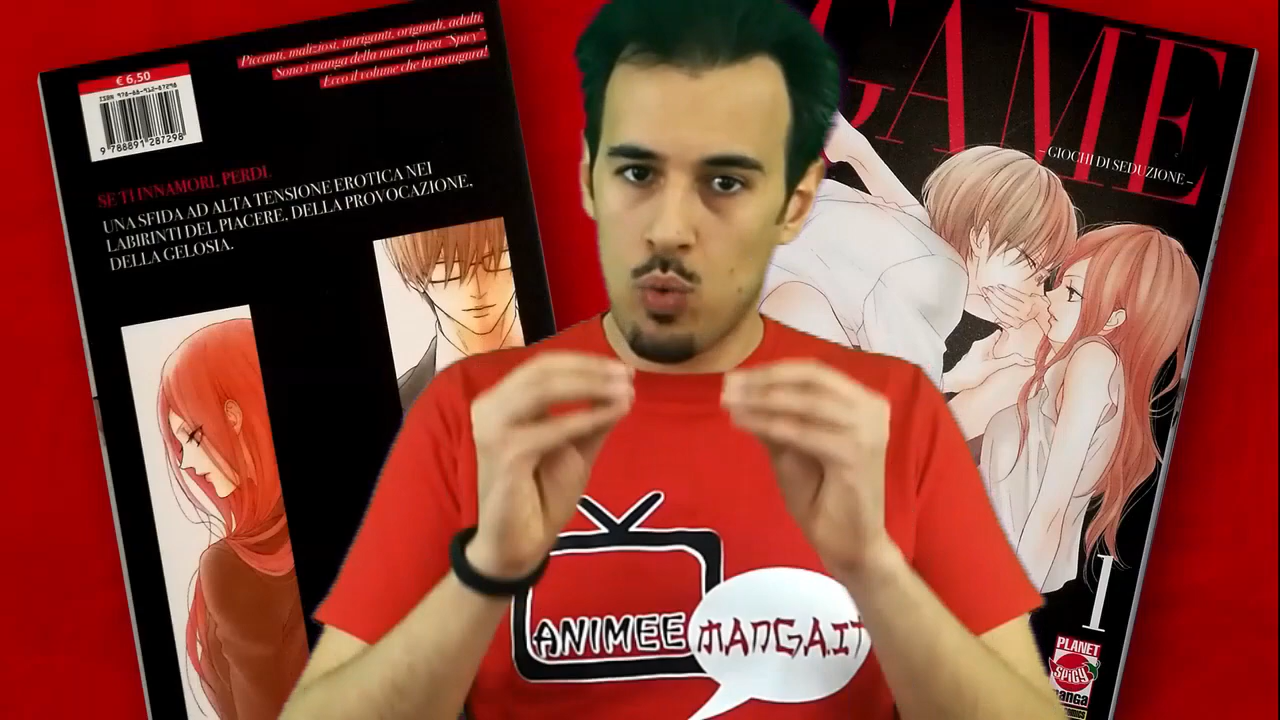 € 6,50
ISBN 978-88-912-8729-8
9 788891 287298
Piccanti, maliziosi, intriganti, originali, adulti.
Sono i manga della nuova linea "Spicy".
Ecco il volume che la inaugura!
SE TI INNAMORI, PERDI.
UNA SFIDA AD ALTA TENSIONE EROTICA NEI
LABIRINTI DEL PIACERE, DELLA PROVOCAZIONE,
DELLA GELOSIA.
GAME
– GIOCHI DI SEDUZIONE –
1
PLANET
SPICY
manga
ANIMEE
MANGA.IT